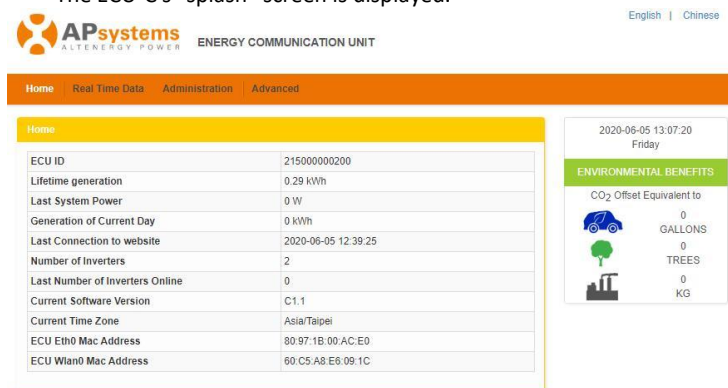 The ECU-C's "splash" screen is displayed.
English | Chinese
APsystems
ALTENERGY POWER
ENERGY COMMUNICATION UNIT
Home Real Time Data Administration Advanced
Home
ECU ID 215000000200
Lifetime generation 0.29 kWh
Last System Power 0 W
Generation of Current Day 0 kWh
Last Connection to website 2020-06-05 12:39:25
Number of Inverters 2
Last Number of Inverters Online 0
Current Software Version C1.1
Current Time Zone Asia/Taipei
ECU Eth0 Mac Address 80:97:1B:00:AC:E0
ECU Wlan0 Mac Address 60:C5:A8:E6:09:1C
2020-06-05 13:07:20
Friday
ENVIRONMENTAL BENEFITS
CO2 Offset Equivalent to
0
GALLONS
0
TREES
0
KG